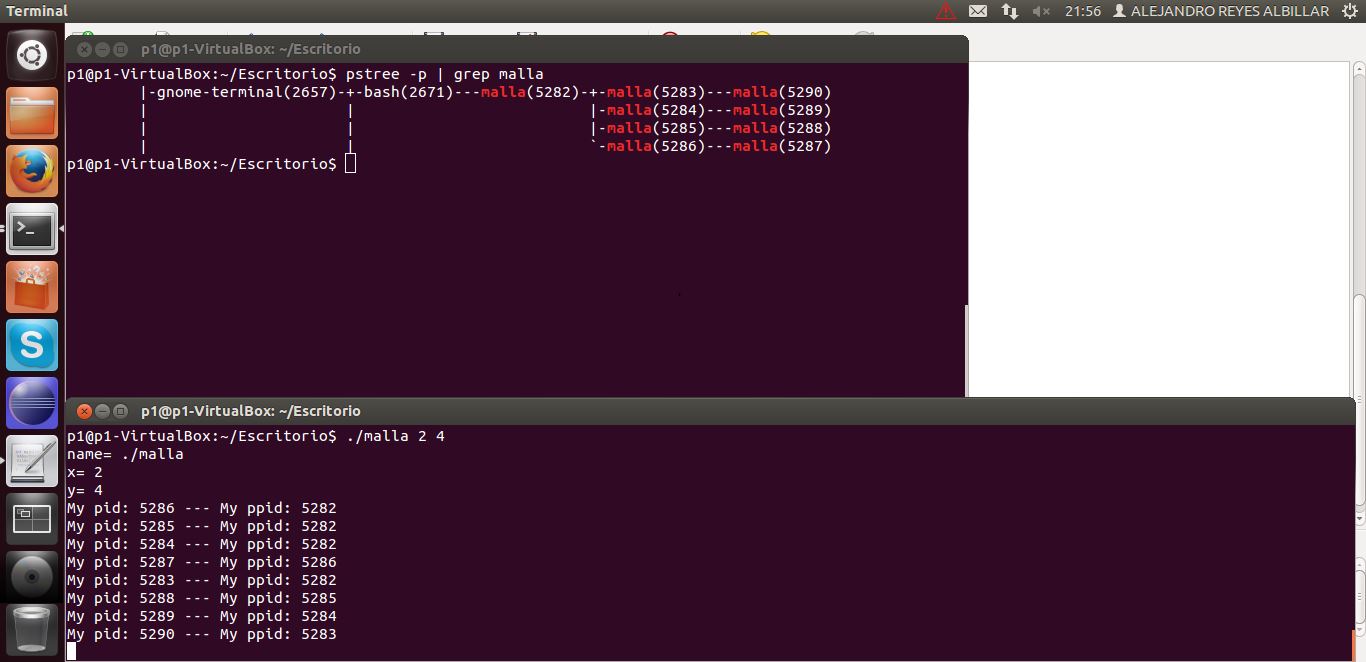 Terminal
21:56 ALEJANDRO REYES ALBILLAR
p1@p1-VirtualBox: ~/Escritorio
p1@p1-VirtualBox:~/Escritorio$ pstree -p | grep malla
        |-gnome-terminal(2657)-+-bash(2671)---malla(5282)-+-malla(5283)---malla(5290)
        |                      |                          |-malla(5284)---malla(5289)
        |                      |                          |-malla(5285)---malla(5288)
        |                      |                          `-malla(5286)---malla(5287)
p1@p1-VirtualBox:~/Escritorio$
p1@p1-VirtualBox: ~/Escritorio
p1@p1-VirtualBox:~/Escritorio$ ./malla 2 4
name= ./malla
x= 2
y= 4
My pid: 5286 --- My ppid: 5282
My pid: 5285 --- My ppid: 5282
My pid: 5284 --- My ppid: 5282
My pid: 5287 --- My ppid: 5286
My pid: 5283 --- My ppid: 5282
My pid: 5288 --- My ppid: 5285
My pid: 5289 --- My ppid: 5284
My pid: 5290 --- My ppid: 5283